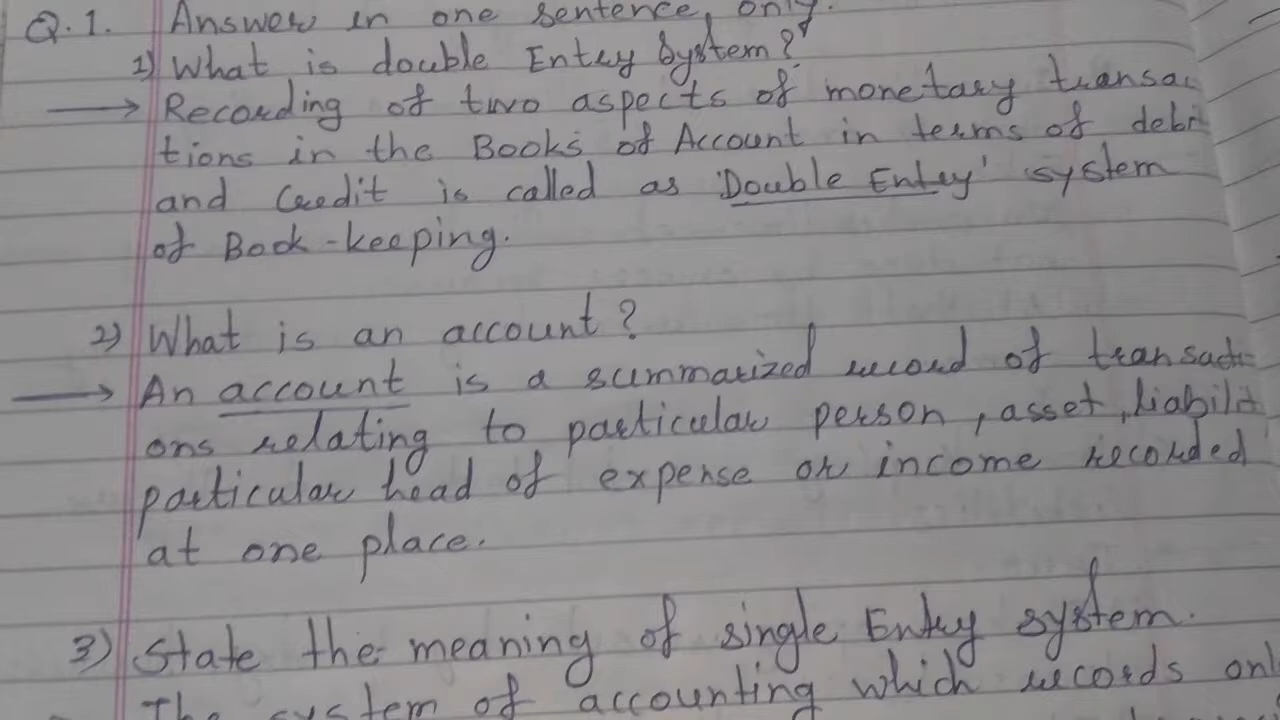 Q.1. Answer in one sentence only.
1) What is double Entry System?
→ Recording of two aspects of monetary transac
tions in the Books of Account in terms of debi
and Credit is called as 'Double Entry' system
of Book-keeping.
2) What is an account?
→ An account is a summarized record of transacti
ons relating to particular person, asset, liabilit
particular head of expense or income recorded
at one place.
3) State the meaning of single Entry system.
The system of accounting which records onl